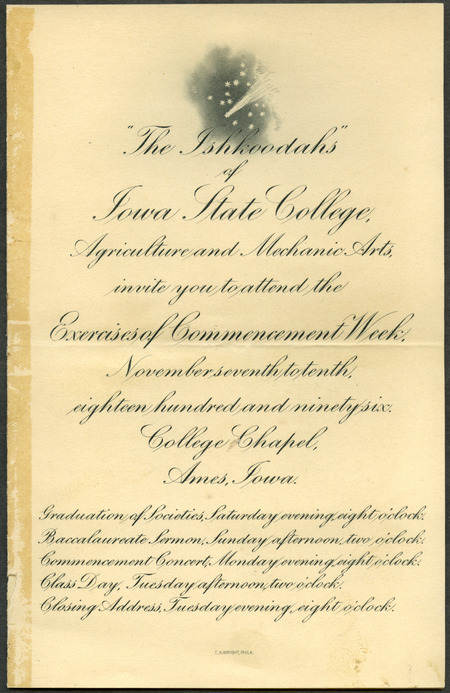 "The Ishkoodahs"
of
Iowa State College,
Agriculture and Mechanic Arts,
invite you to attend the
Exercises of Commencement Week,
November seventh to tenth,
eighteen hundred and ninety six.
College Chapel,
Ames, Iowa.
Graduation of Societies, Saturday evening, eight o'clock.
Baccalaureate Sermon, Sunday afternoon, two o'clock.
Commencement Concert, Monday evening, eight o'clock.
Class Day, Tuesday afternoon, two o'clock.
Closing Address, Tuesday evening, eight o'clock.
C.A. WRIGHT, PHILA.